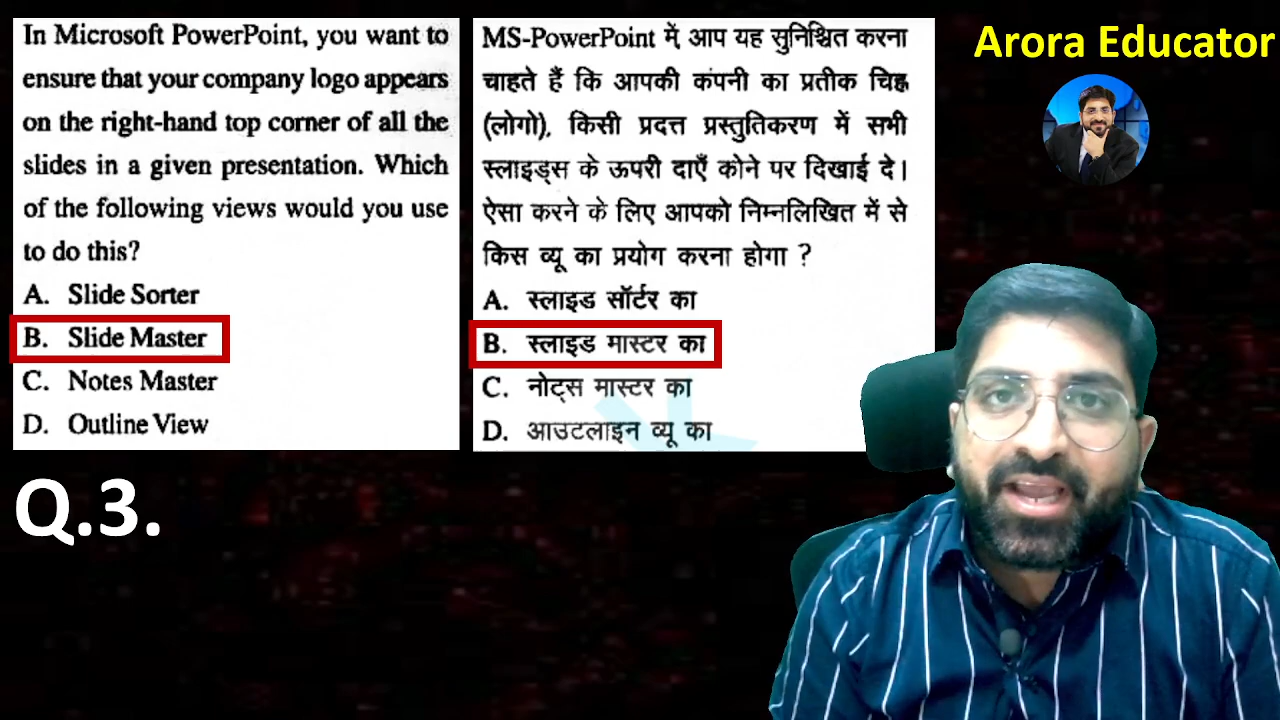 In Microsoft PowerPoint, you want to
ensure that your company logo appears
on the right-hand top corner of all the
slides in a given presentation. Which
of the following views would you use
to do this?
A. Slide Sorter
B. Slide Master
C. Notes Master
D. Outline View
MS-PowerPoint में, आप यह सुनिश्चित करना
चाहते हैं कि आपकी कंपनी का प्रतीक चिह्न
(लोगो), किसी प्रदत्त प्रस्तुतिकरण में सभी
स्लाइड्स के ऊपरी दाएँ कोने पर दिखाई दे।
ऐसा करने के लिए आपको निम्नलिखित में से
किस व्यू का प्रयोग करना होगा ?
A. स्लाइड सॉर्टर का
B. स्लाइड मास्टर का
C. नोट्स मास्टर का
D. आउटलाइन व्यू का
Arora Educator
Q.3.